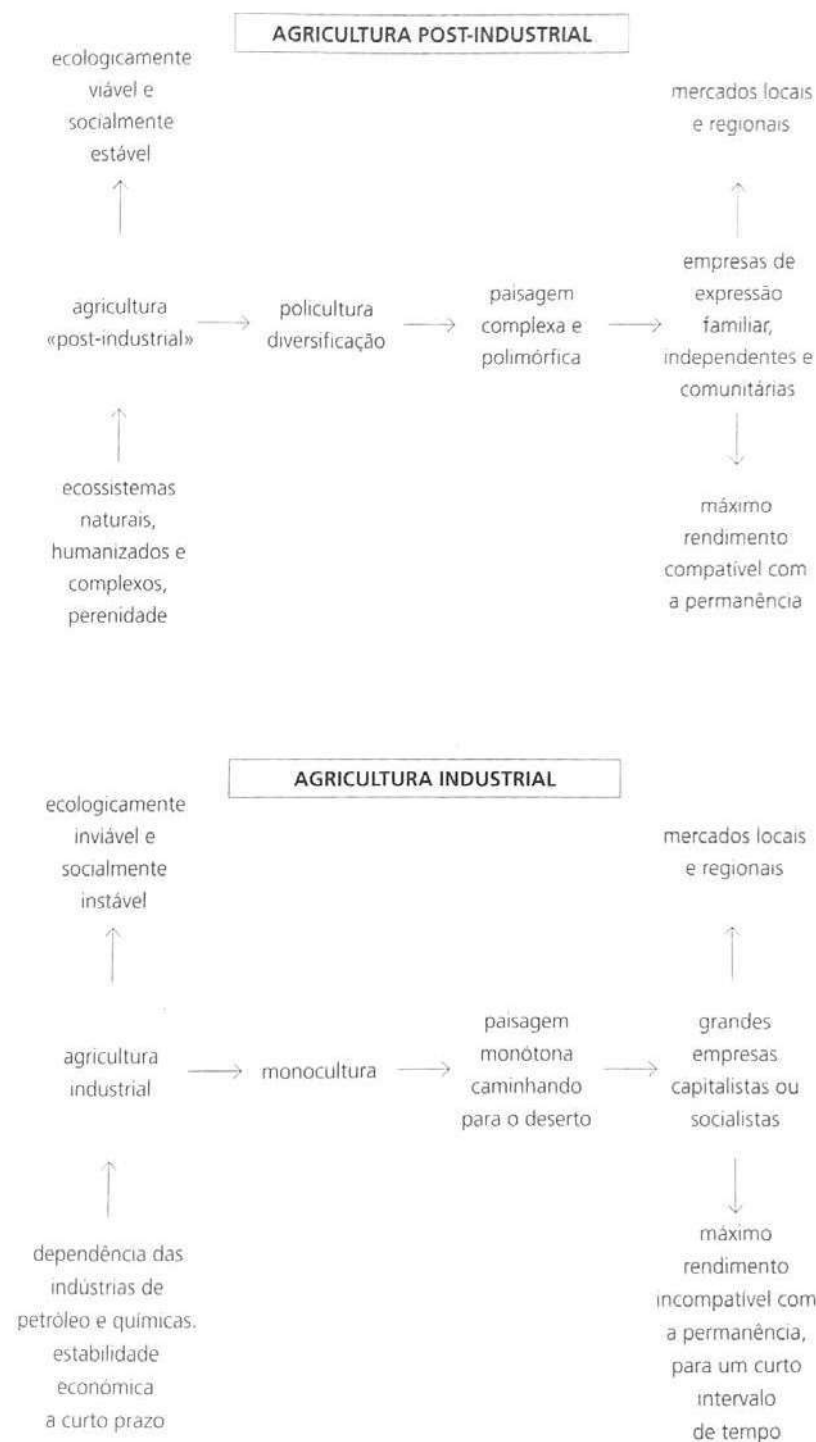 AGRICULTURA POST-INDUSTRIAL
ecologicamente
viável e
socialmente
estável
mercados locais
e regionais
agricultura
«post-industrial»
policultura
diversificação
paisagem
complexa e
polimórfica
empresas de
expressão
familiar,
independentes e
comunitárias
ecossistemas
naturais,
humanizados e
complexos,
perenidade
máximo
rendimento
compatível com
a permanência
AGRICULTURA INDUSTRIAL
ecologicamente
inviável e
socialmente
instável
mercados locais
e regionais
agricultura
industrial
monocultura
paisagem
monótona
caminhando
para o deserto
grandes
empresas
capitalistas ou
socialistas
dependência das
indústrias de
petróleo e químicas.
estabilidade
económica
a curto prazo
máximo
rendimento
incompatível com
a permanência,
para um curto
intervalo
de tempo